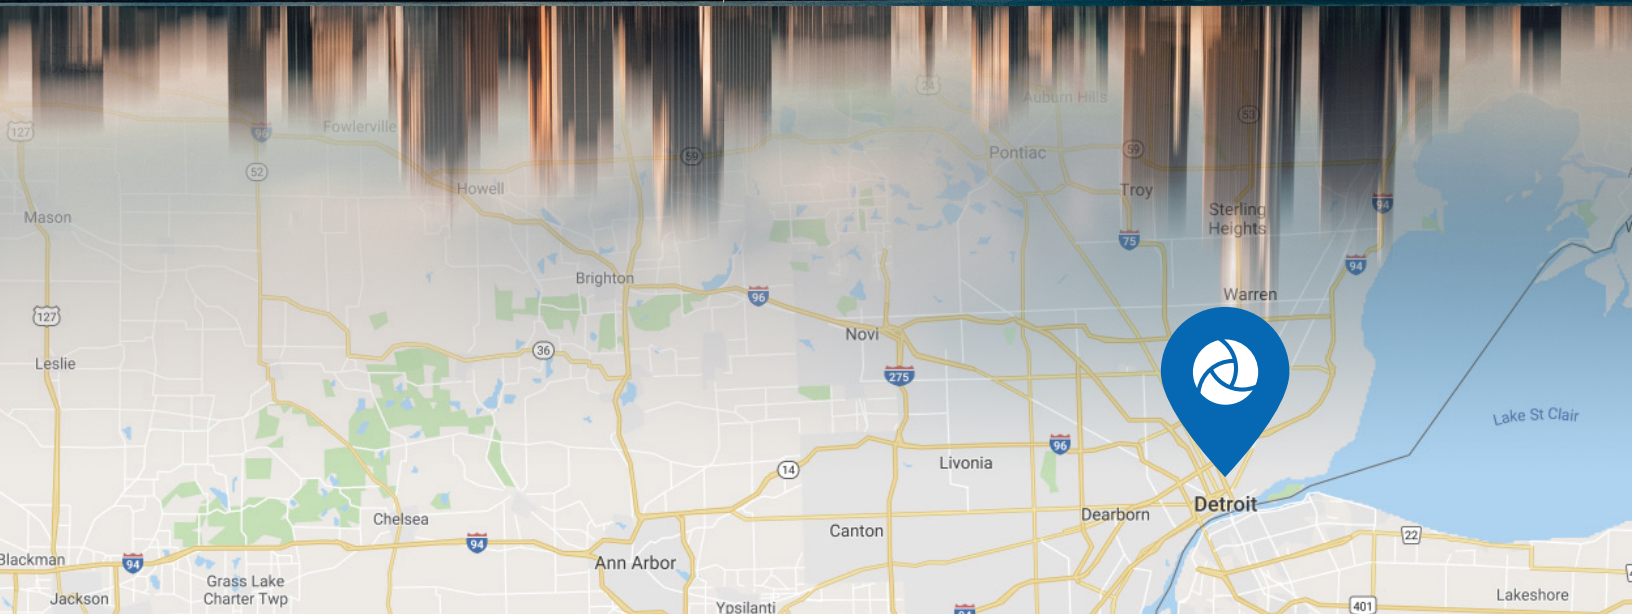 24
Auburn Hills
53
127
96
Fowlerville
59
Pontiac
59
52
Howell
Troy
94
Mason
Sterling
Heights
75
94
Brighton
96
Warren
127
Novi
36
Leslie
275
Lake St Clair
96
14
Livonia
Detroit
Dearborn
Chelsea
Canton
22
94
94
Blackman
Ann Arbor
Grass Lake
Charter Twp
Jackson
Ypsilanti
94
401
Lakeshore